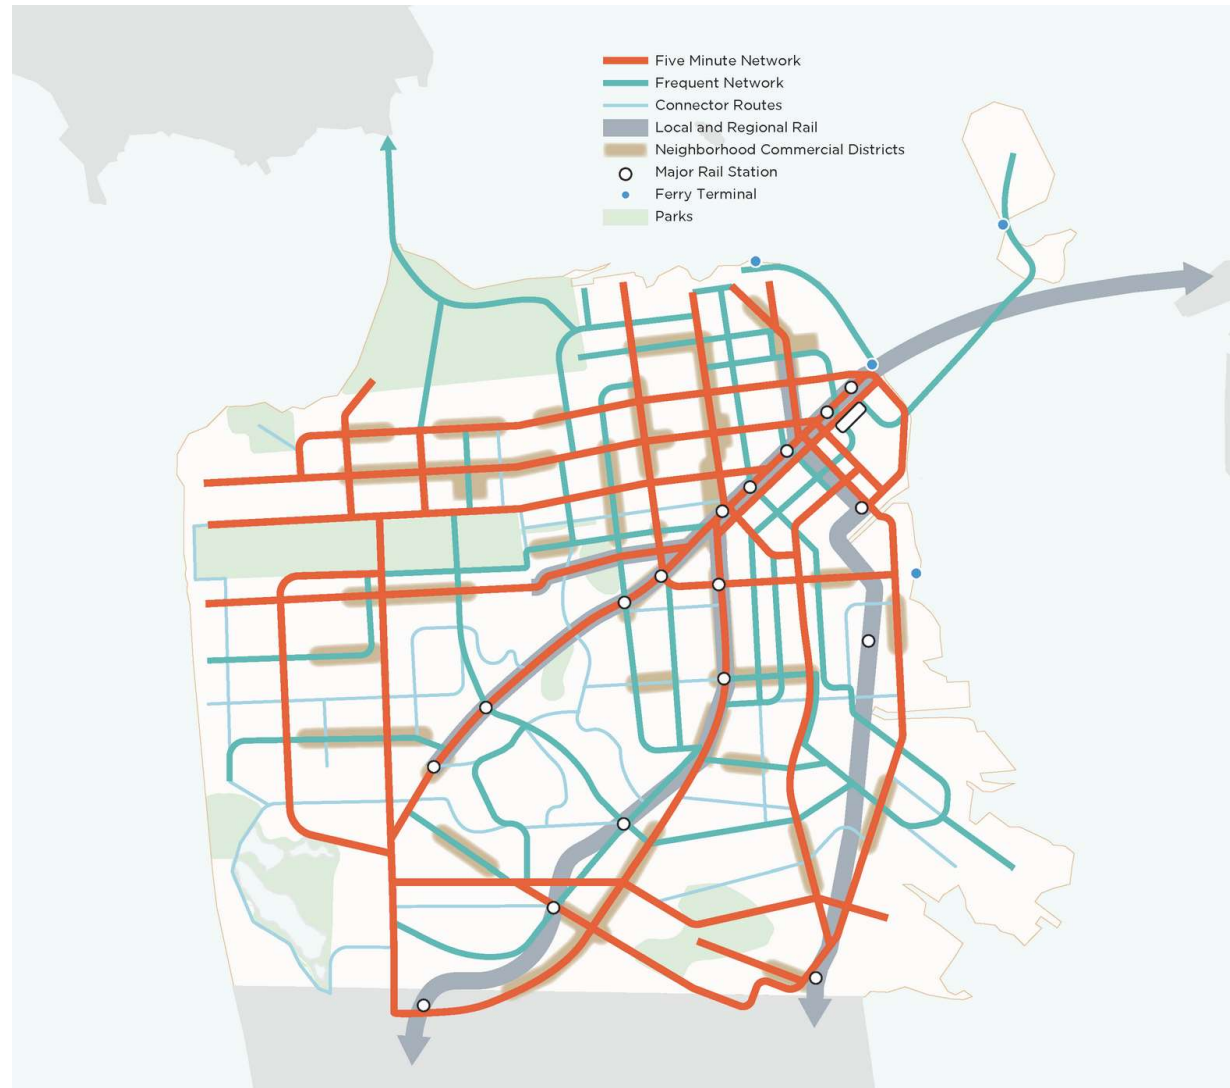 Five Minute Network
Frequent Network
Connector Routes
Local and Regional Rail
Neighborhood Commercial Districts
Major Rail Station
Ferry Terminal
Parks